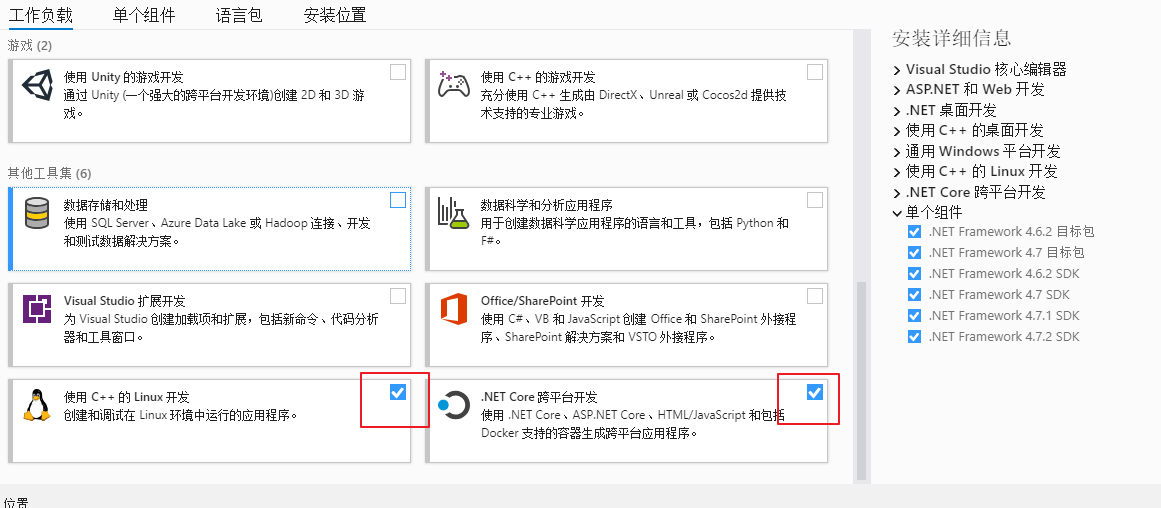 工作负载 单个组件 语言包 安装位置
游戏 (2)
使用 Unity 的游戏开发
通过 Unity (一个强大的跨平台开发环境)创建 2D 和 3D 游
戏。
使用 C++ 的游戏开发
充分使用 C++ 生成由 DirectX、Unreal 或 Cocos2d 提供技
术支持的专业游戏。
其他工具集 (6)
数据存储和处理
使用 SQL Server、Azure Data Lake 或 Hadoop 连接、开发
和测试数据解决方案。
数据科学和分析应用程序
用于创建数据科学应用程序的语言和工具，包括 Python 和
F#。
Visual Studio 扩展开发
为 Visual Studio 创建加载项和扩展，包括新命令、代码分析
器和工具窗口。
Office/SharePoint 开发
使用 C#、VB 和 JavaScript 创建 Office 和 SharePoint 外接程
序、SharePoint 解决方案和 VSTO 外接程序。
使用 C++ 的 Linux 开发
创建和调试在 Linux 环境中运行的应用程序。
.NET Core 跨平台开发
使用 .NET Core、ASP.NET Core、HTML/JavaScript 和包括
Docker 支持的容器生成跨平台应用程序。
位置
安装详细信息
Visual Studio 核心编辑器
ASP.NET 和 Web 开发
.NET 桌面开发
使用 C++ 的桌面开发
通用 Windows 平台开发
使用 C++ 的 Linux 开发
.NET Core 跨平台开发
单个组件
.NET Framework 4.6.2 目标包
.NET Framework 4.7 目标包
.NET Framework 4.6.2 SDK
.NET Framework 4.7 SDK
.NET Framework 4.7.1 SDK
.NET Framework 4.7.2 SDK